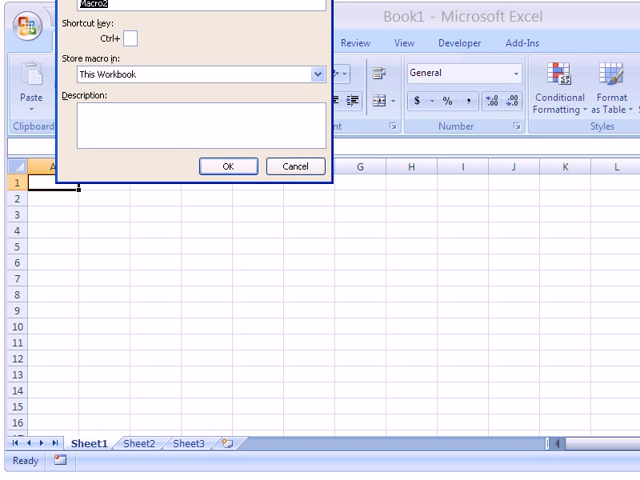 Book1 - Microsoft Excel
Macro2
Shortcut key:
Ctrl+
Store macro in:
This Workbook
Description:
OK Cancel
Review View Developer Add-Ins
Paste
Clipboard
General
$ % , .00
Number
Conditional Formatting
Format as Table
Styles
A G H I J K L
1
2
3
4
5
6
7
8
9
10
11
12
13
14
15
16
Sheet1 Sheet2 Sheet3
Ready